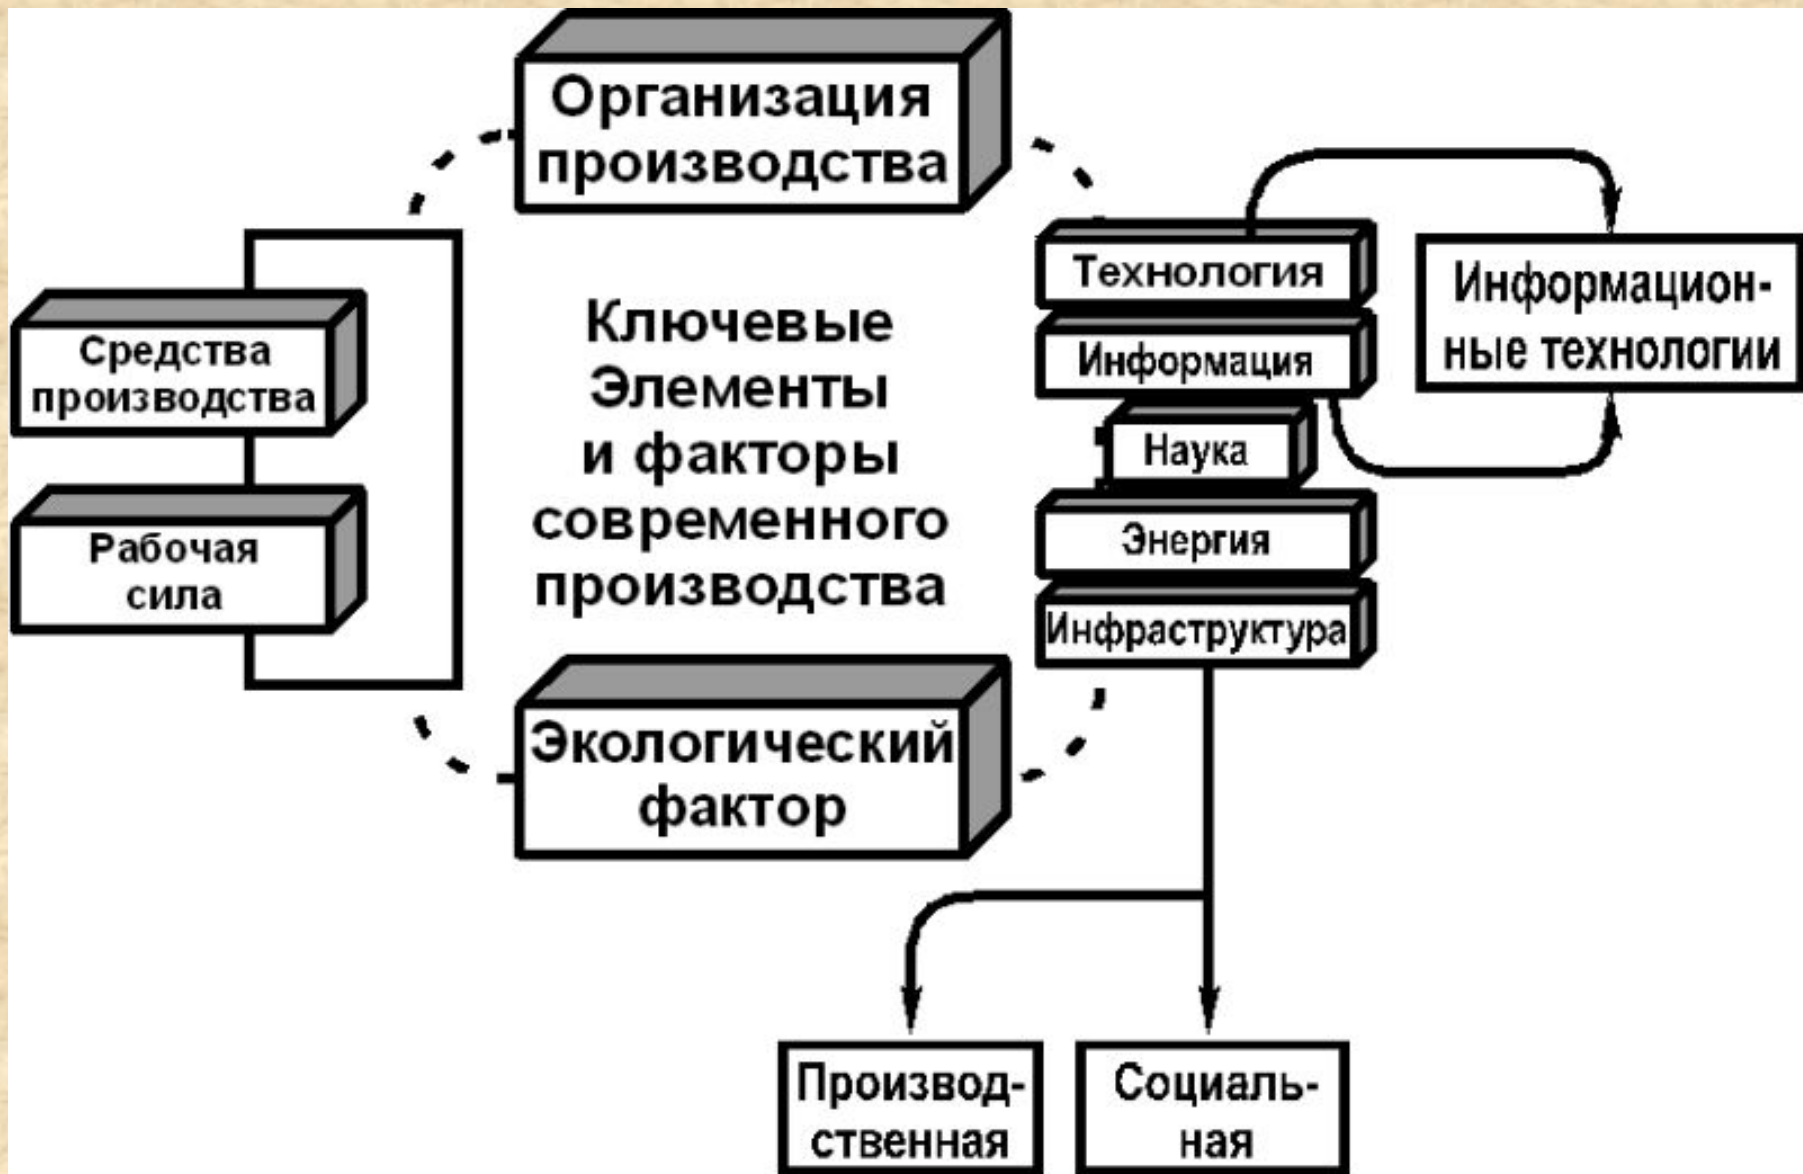 Организация
производства
Средства
производства
Рабочая
сила
Ключевые
Элементы
и факторы
современного
производства
Технология
Информация
Наука
Энергия
Инфраструктура
Информацион-
ные технологии
Экологический
фактор
Производ-
ственная
Социаль-
ная